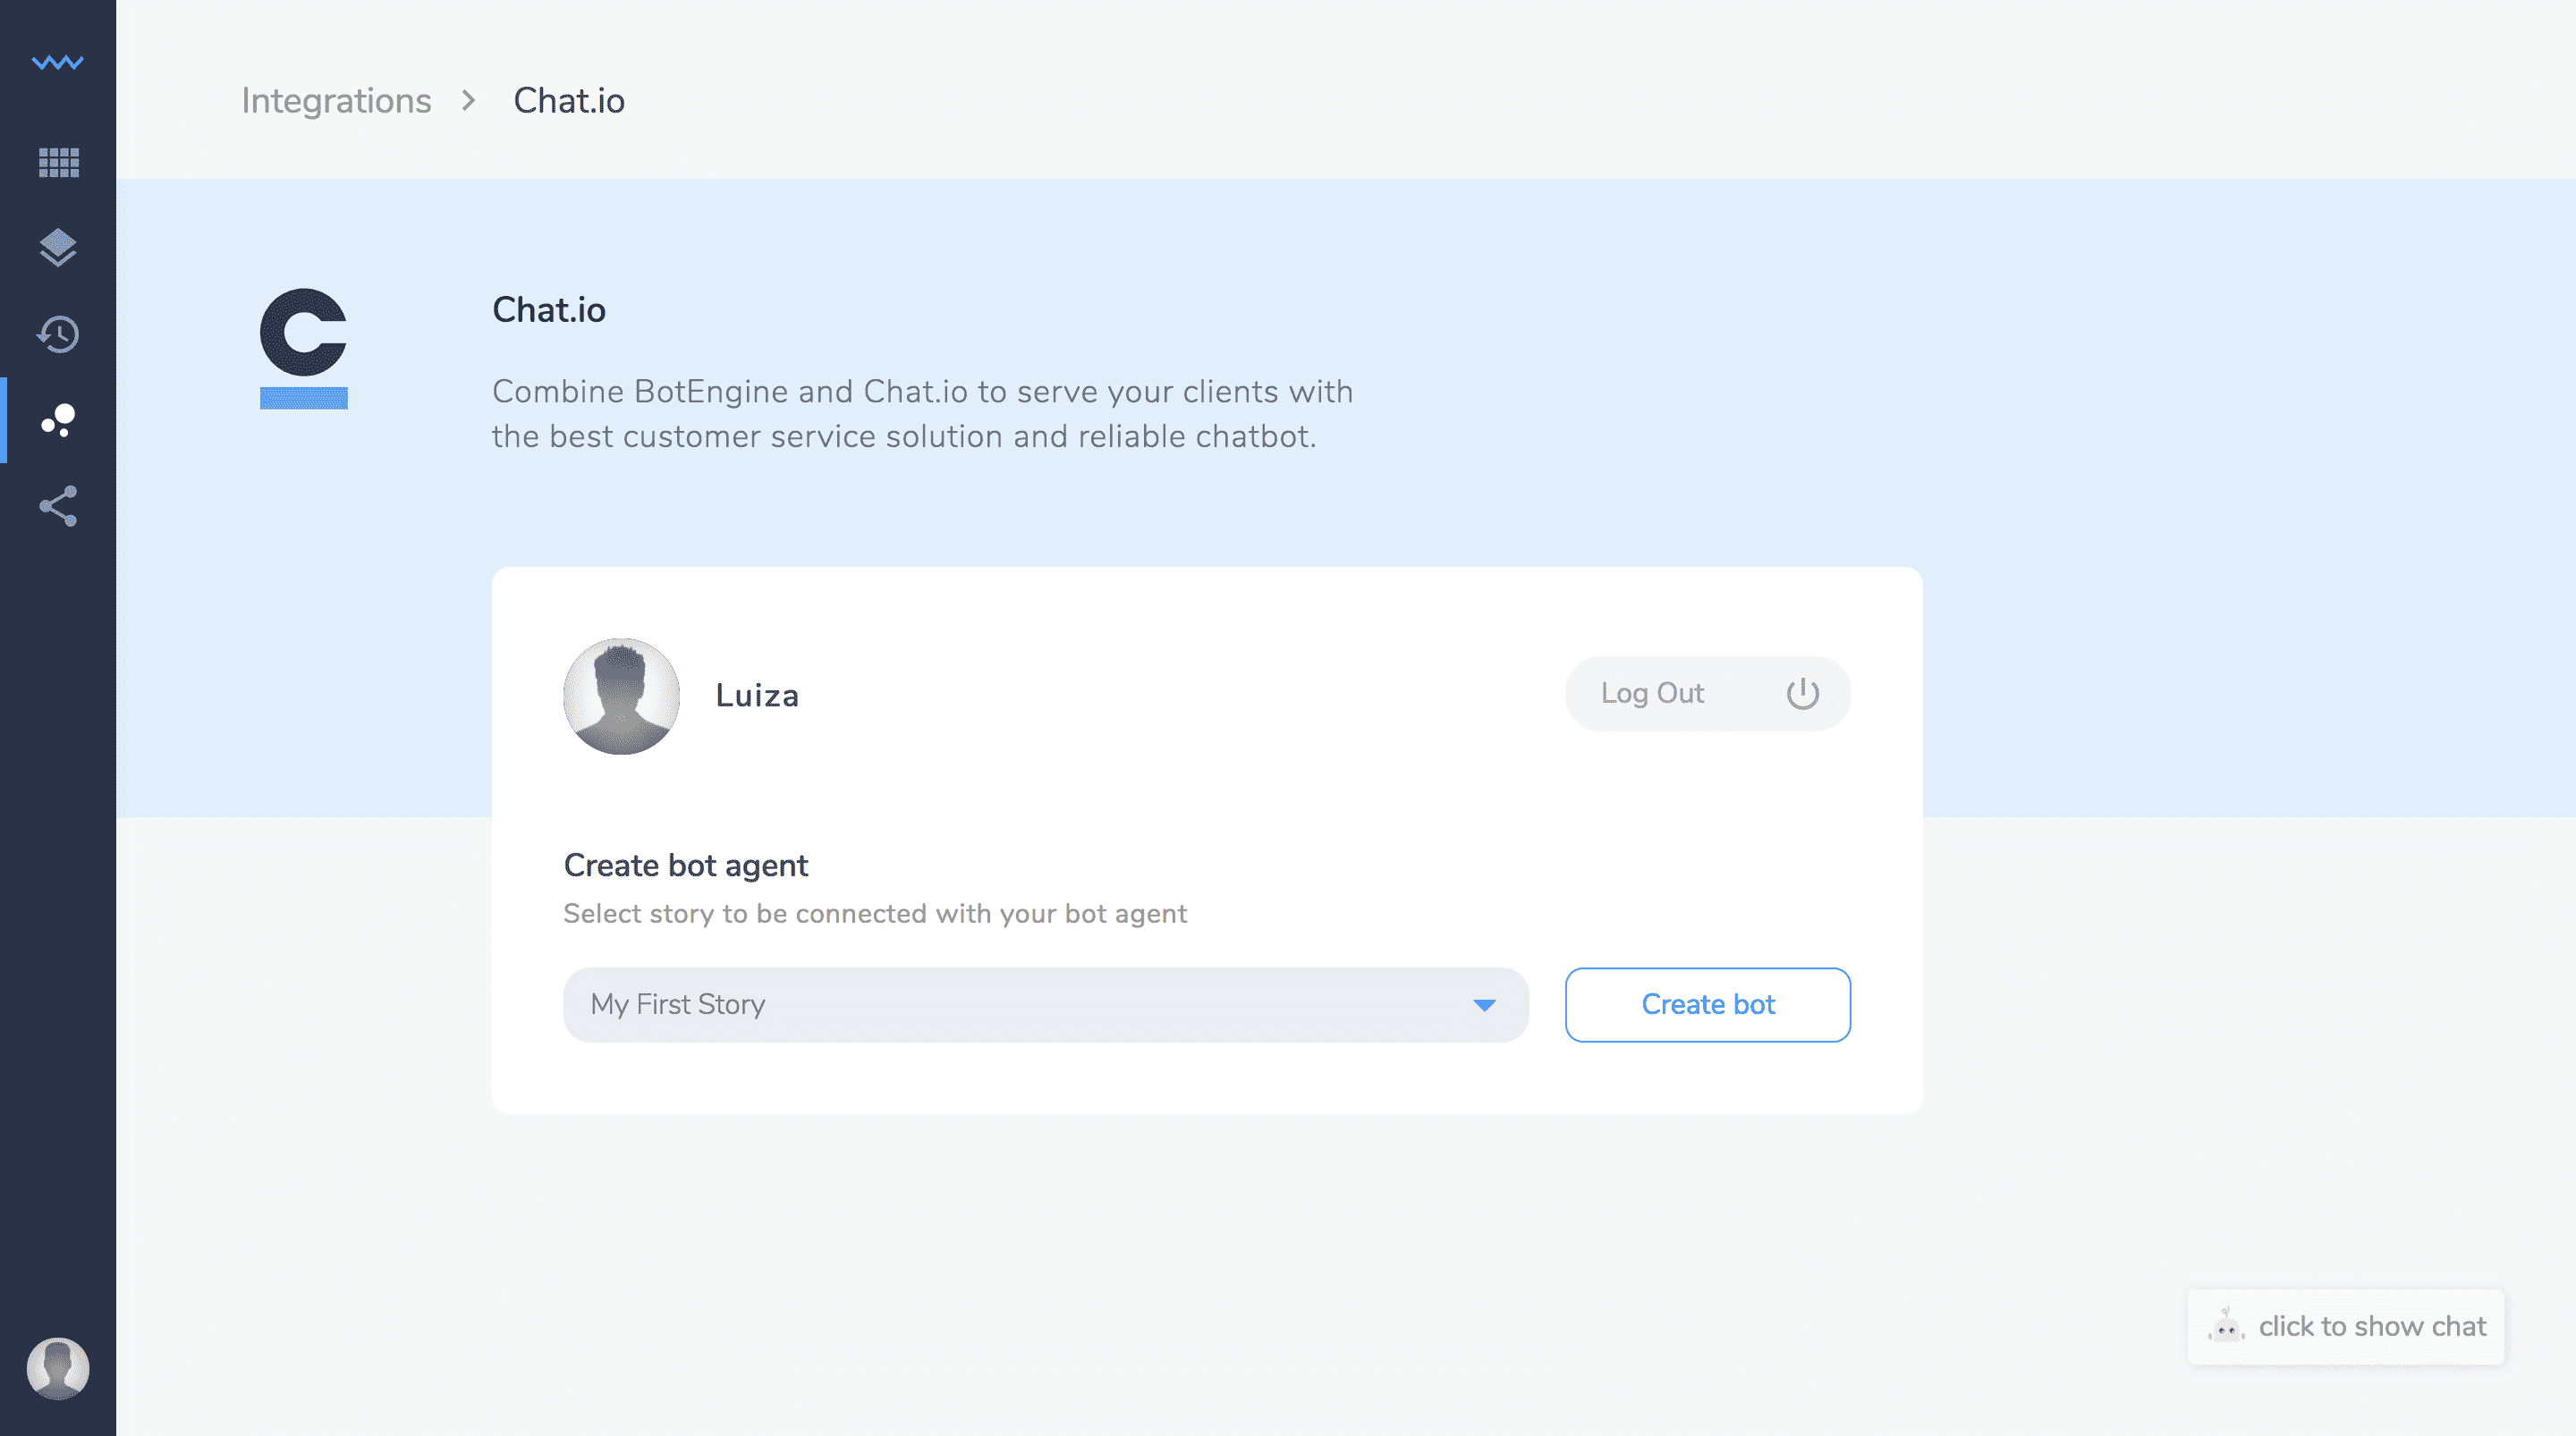 Integrations > Chat.io
Chat.io
Combine BotEngine and Chat.io to serve your clients with
the best customer service solution and reliable chatbot.
Luiza
Log Out
Create bot agent
Select story to be connected with your bot agent
My First Story
Create bot
click to show chat